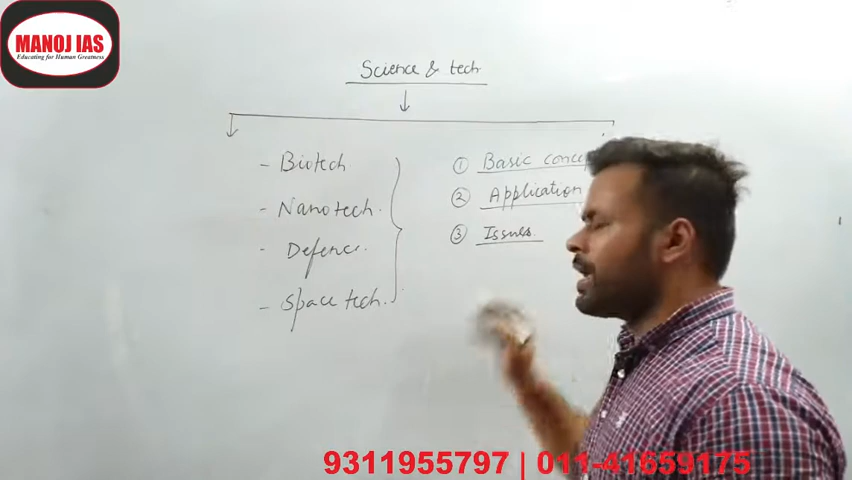 MANOJ IAS
Educating for Human Greatness
Science & tech
- Biotech
- Nanotech.
- Defence.
- Space tech.
① Basic conce
② Application
③ Issues.
9311955797 | 011-41659175